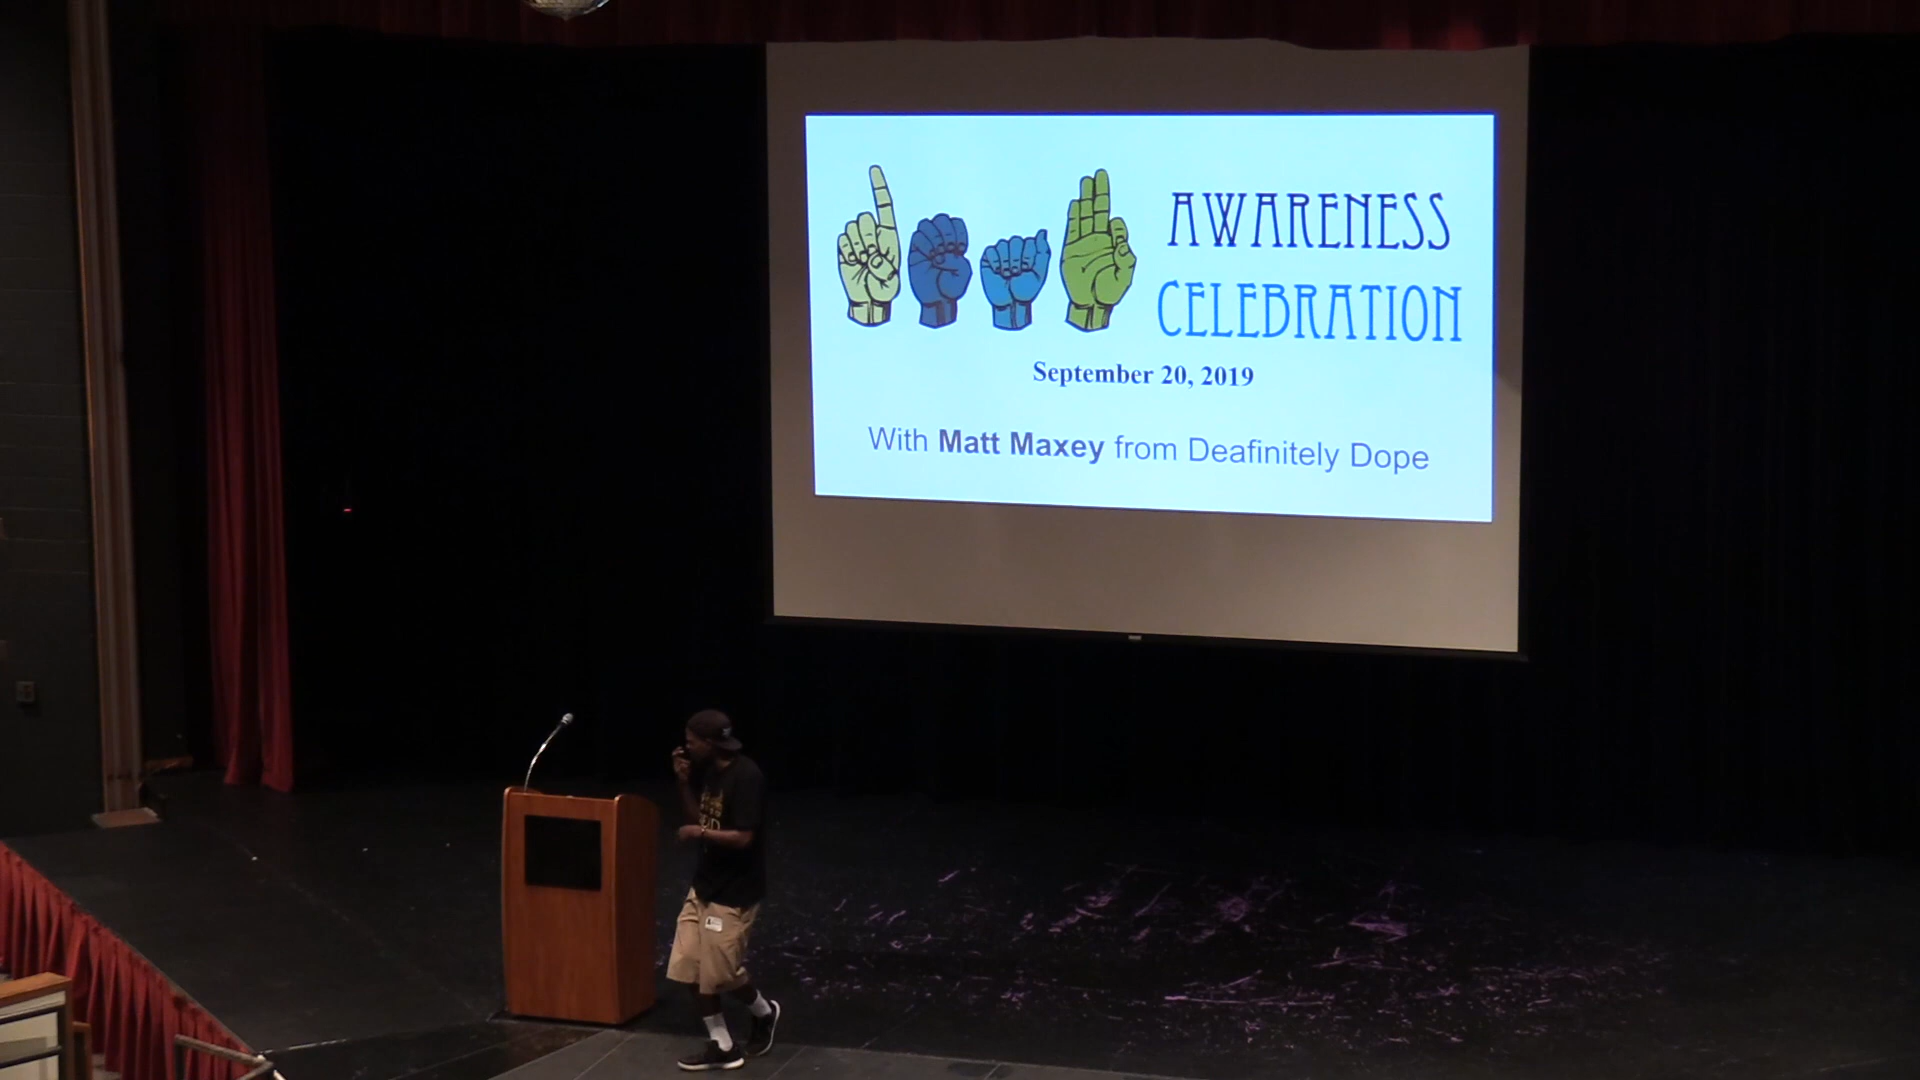 AWARENESS
CELEBRATION
September 20, 2019
With Matt Maxey from Deafinitely Dope